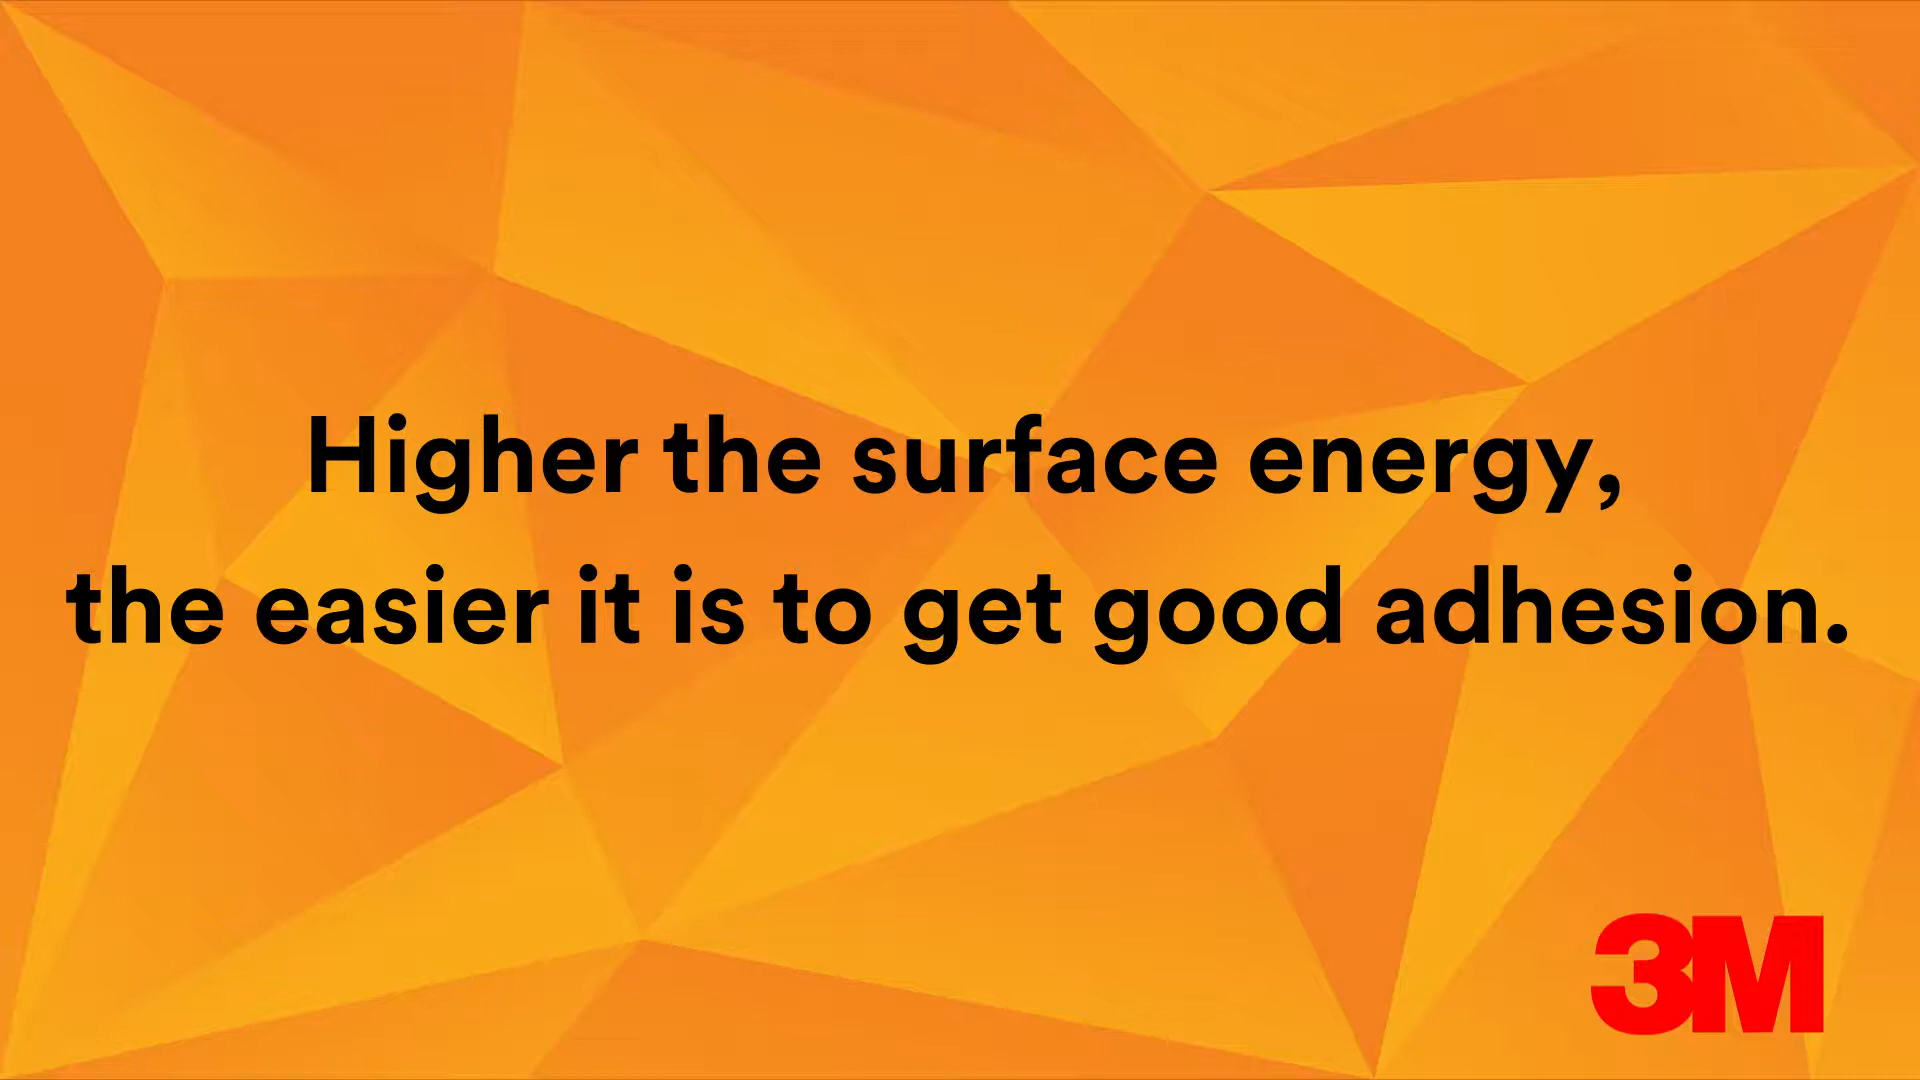 Higher the surface energy,
the easier it is to get good adhesion.
3M